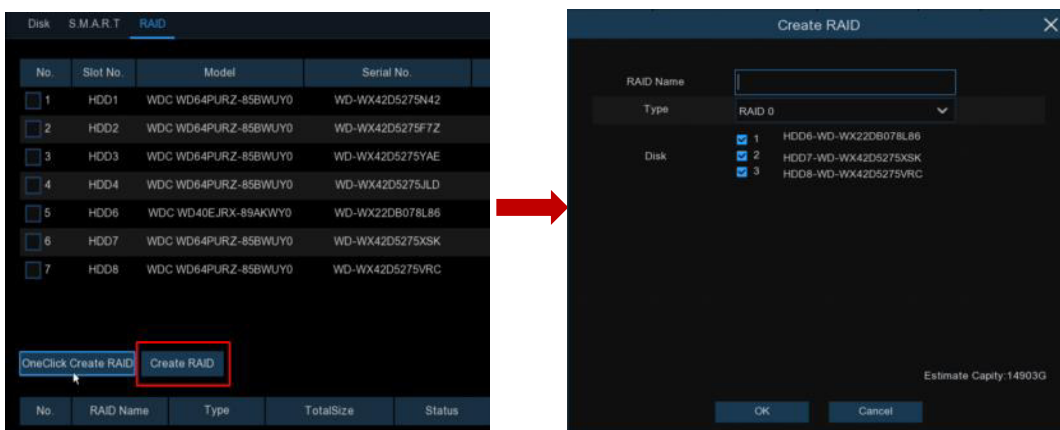 Disk S.M.A.R.T RAID
No. Slot No. Model Serial No.
1 HDD1 WDC WD64PURZ-85BWUY0 WD-WX42D5275N42
2 HDD2 WDC WD64PURZ-85BWUY0 WD-WX42D5275F7Z
3 HDD3 WDC WD64PURZ-85BWUY0 WD-WX42D5275YAE
4 HDD4 WDC WD64PURZ-85BWUY0 WD-WX42D5275JLD
5 HDD6 WDC WD40EJRX-89AKWY0 WD-WX22DB078L86
6 HDD7 WDC WD64PURZ-85BWUY0 WD-WX42D5275XSK
7 HDD8 WDC WD64PURZ-85BWUY0 WD-WX42D5275VRC
OneClick Create RAID Create RAID
No. RAID Name Type TotalSize Status
Create RAID
RAID Name
Type RAID 0
Disk
1 HDD6-WD-WX22DB078L86
2 HDD7-WD-WX42D5275XSK
3 HDD8-WD-WX42D5275VRC
Estimate Capity:14903G
OK Cancel